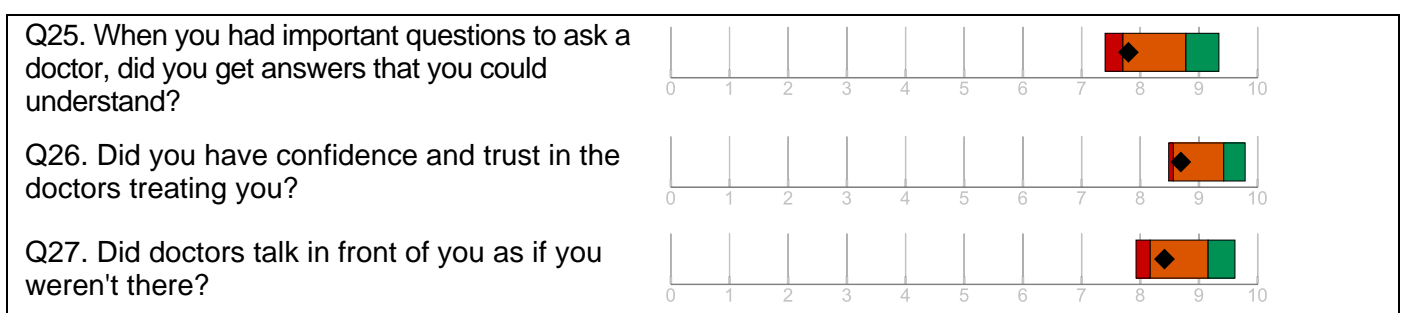 Q25. When you had important questions to ask a
doctor, did you get answers that you could
understand?
0 1 2 3 4 5 6 7 8 9 10
Q26. Did you have confidence and trust in the
doctors treating you?
0 1 2 3 4 5 6 7 8 9 10
Q27. Did doctors talk in front of you as if you
weren't there?
0 1 2 3 4 5 6 7 8 9 10